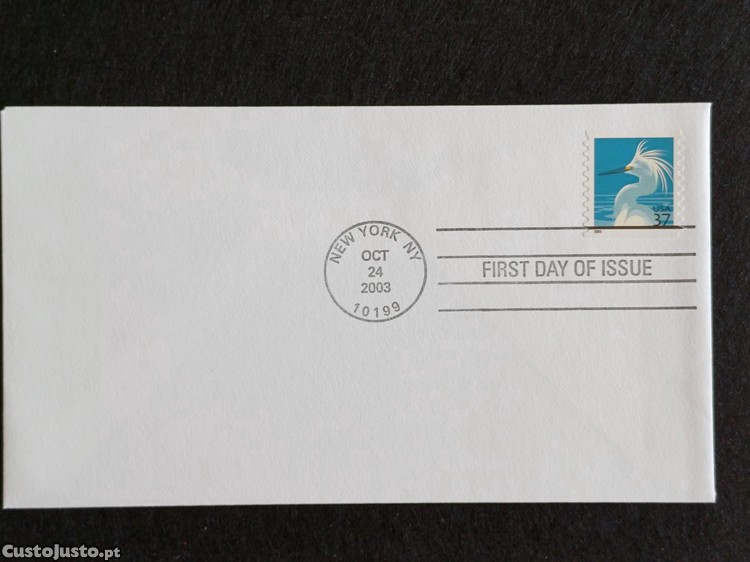 USA
37
NEW YORK NY
OCT
24
2003
10199
FIRST DAY OF ISSUE
CustoJusto.pt